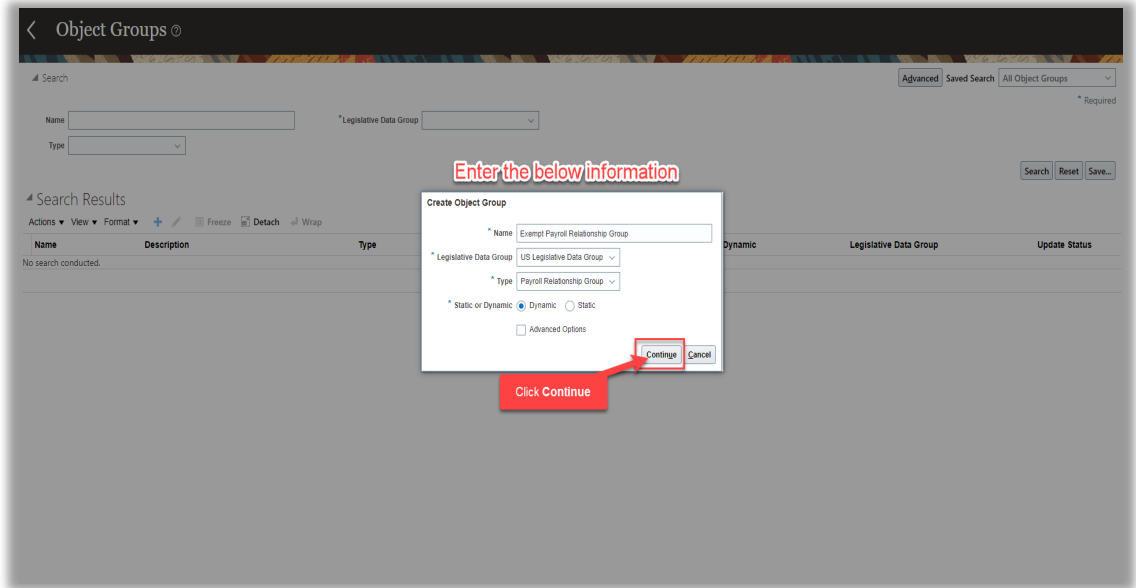 Object Groups ?
Search
Advanced Saved Search All Object Groups
* Required
Name
* Legislative Data Group
Type
Search Reset Save...
Enter the below information
Search Results
Actions View Format Freeze Detach Wrap
Name Description Type Dynamic Legislative Data Group Update Status
No search conducted.
Create Object Group
* Name Exempt Payroll Relationship Group
* Legislative Data Group US Legislative Data Group
* Type Payroll Relationship Group
* Static or Dynamic Dynamic Static
Advanced Options
Continue Cancel
Click Continue